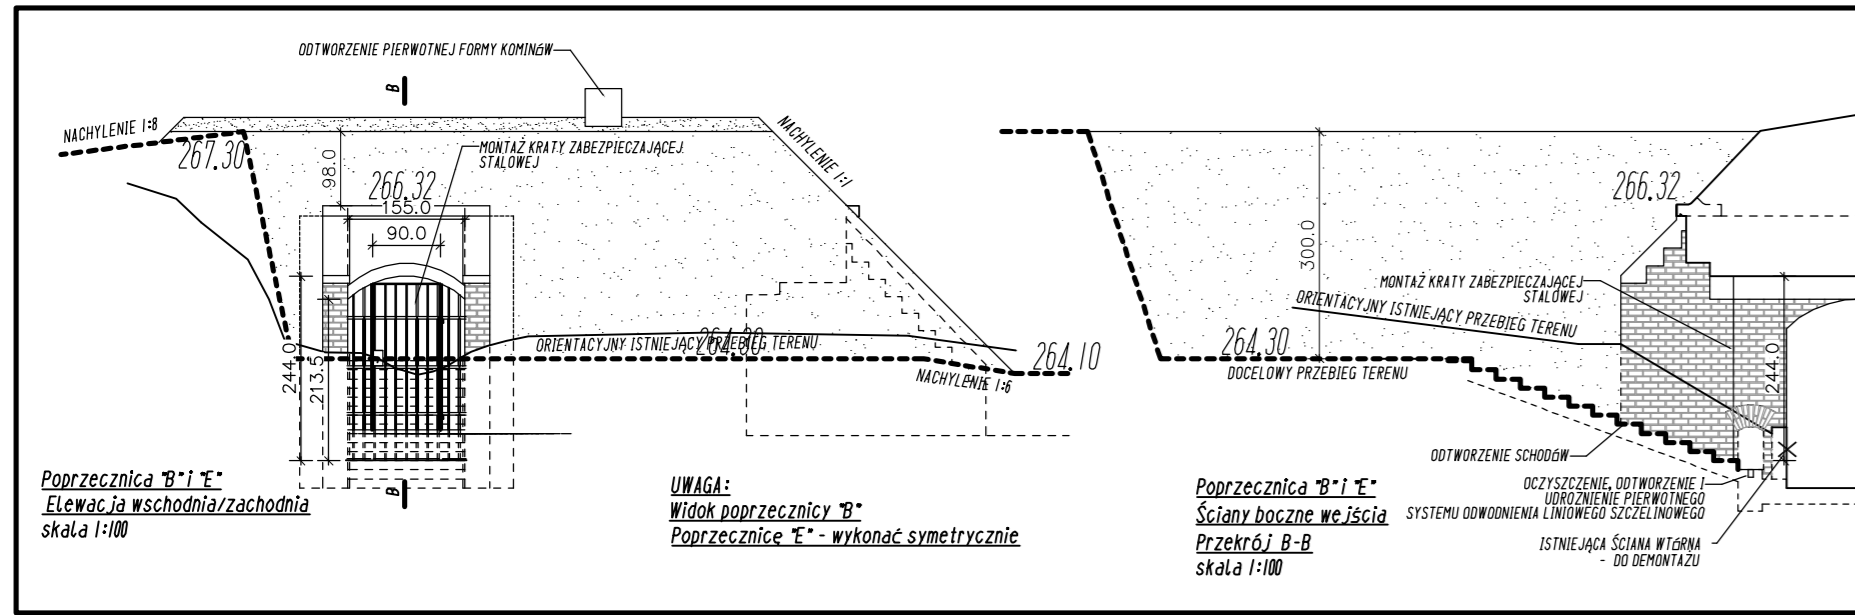 ODTWORZENIE PIERWOTNEJ FORMY KOMINÓW
B
NACHYLENIE 1:8
267.30
98.0
MONTAŻ KRATY ZABEZPIECZAJĄCEJ
STALOWEJ
NACHYLENIE 1:1
266.32
155.0
90.0
244.0
213.5
ORIENTACYJNY ISTNIEJĄCY PRZEBIEG TERENU
264.10
NACHYLENIE 1:6
B
Poprzecznica "B" i "E"
Elewacja wschodnia/zachodnia
skala 1:100
UWAGA:
Widok poprzecznicy "B"
Poprzecznicę "E" - wykonać symetrycznie
266.32
300.0
MONTAŻ KRATY ZABEZPIECZAJĄCEJ
STALOWEJ
ORIENTACYJNY ISTNIEJĄCY PRZEBIEG TERENU
264.30
DOCELOWY PRZEBIEG TERENU
244.0
ODTWORZENIE SCHODÓW
OCZYSZCZENIE, ODTWORZENIE I
UDROŻNIENIE PIERWOTNEGO
SYSTEMU ODWODNIENIA LINIOWEGO SZCZELINOWEGO
ISTNIEJĄCA ŚCIANA WTÓRNA
- DO DEMONTAŻU
Poprzecznica "B" i "E"
Ściany boczne wejścia
Przekrój B-B
skala 1:100